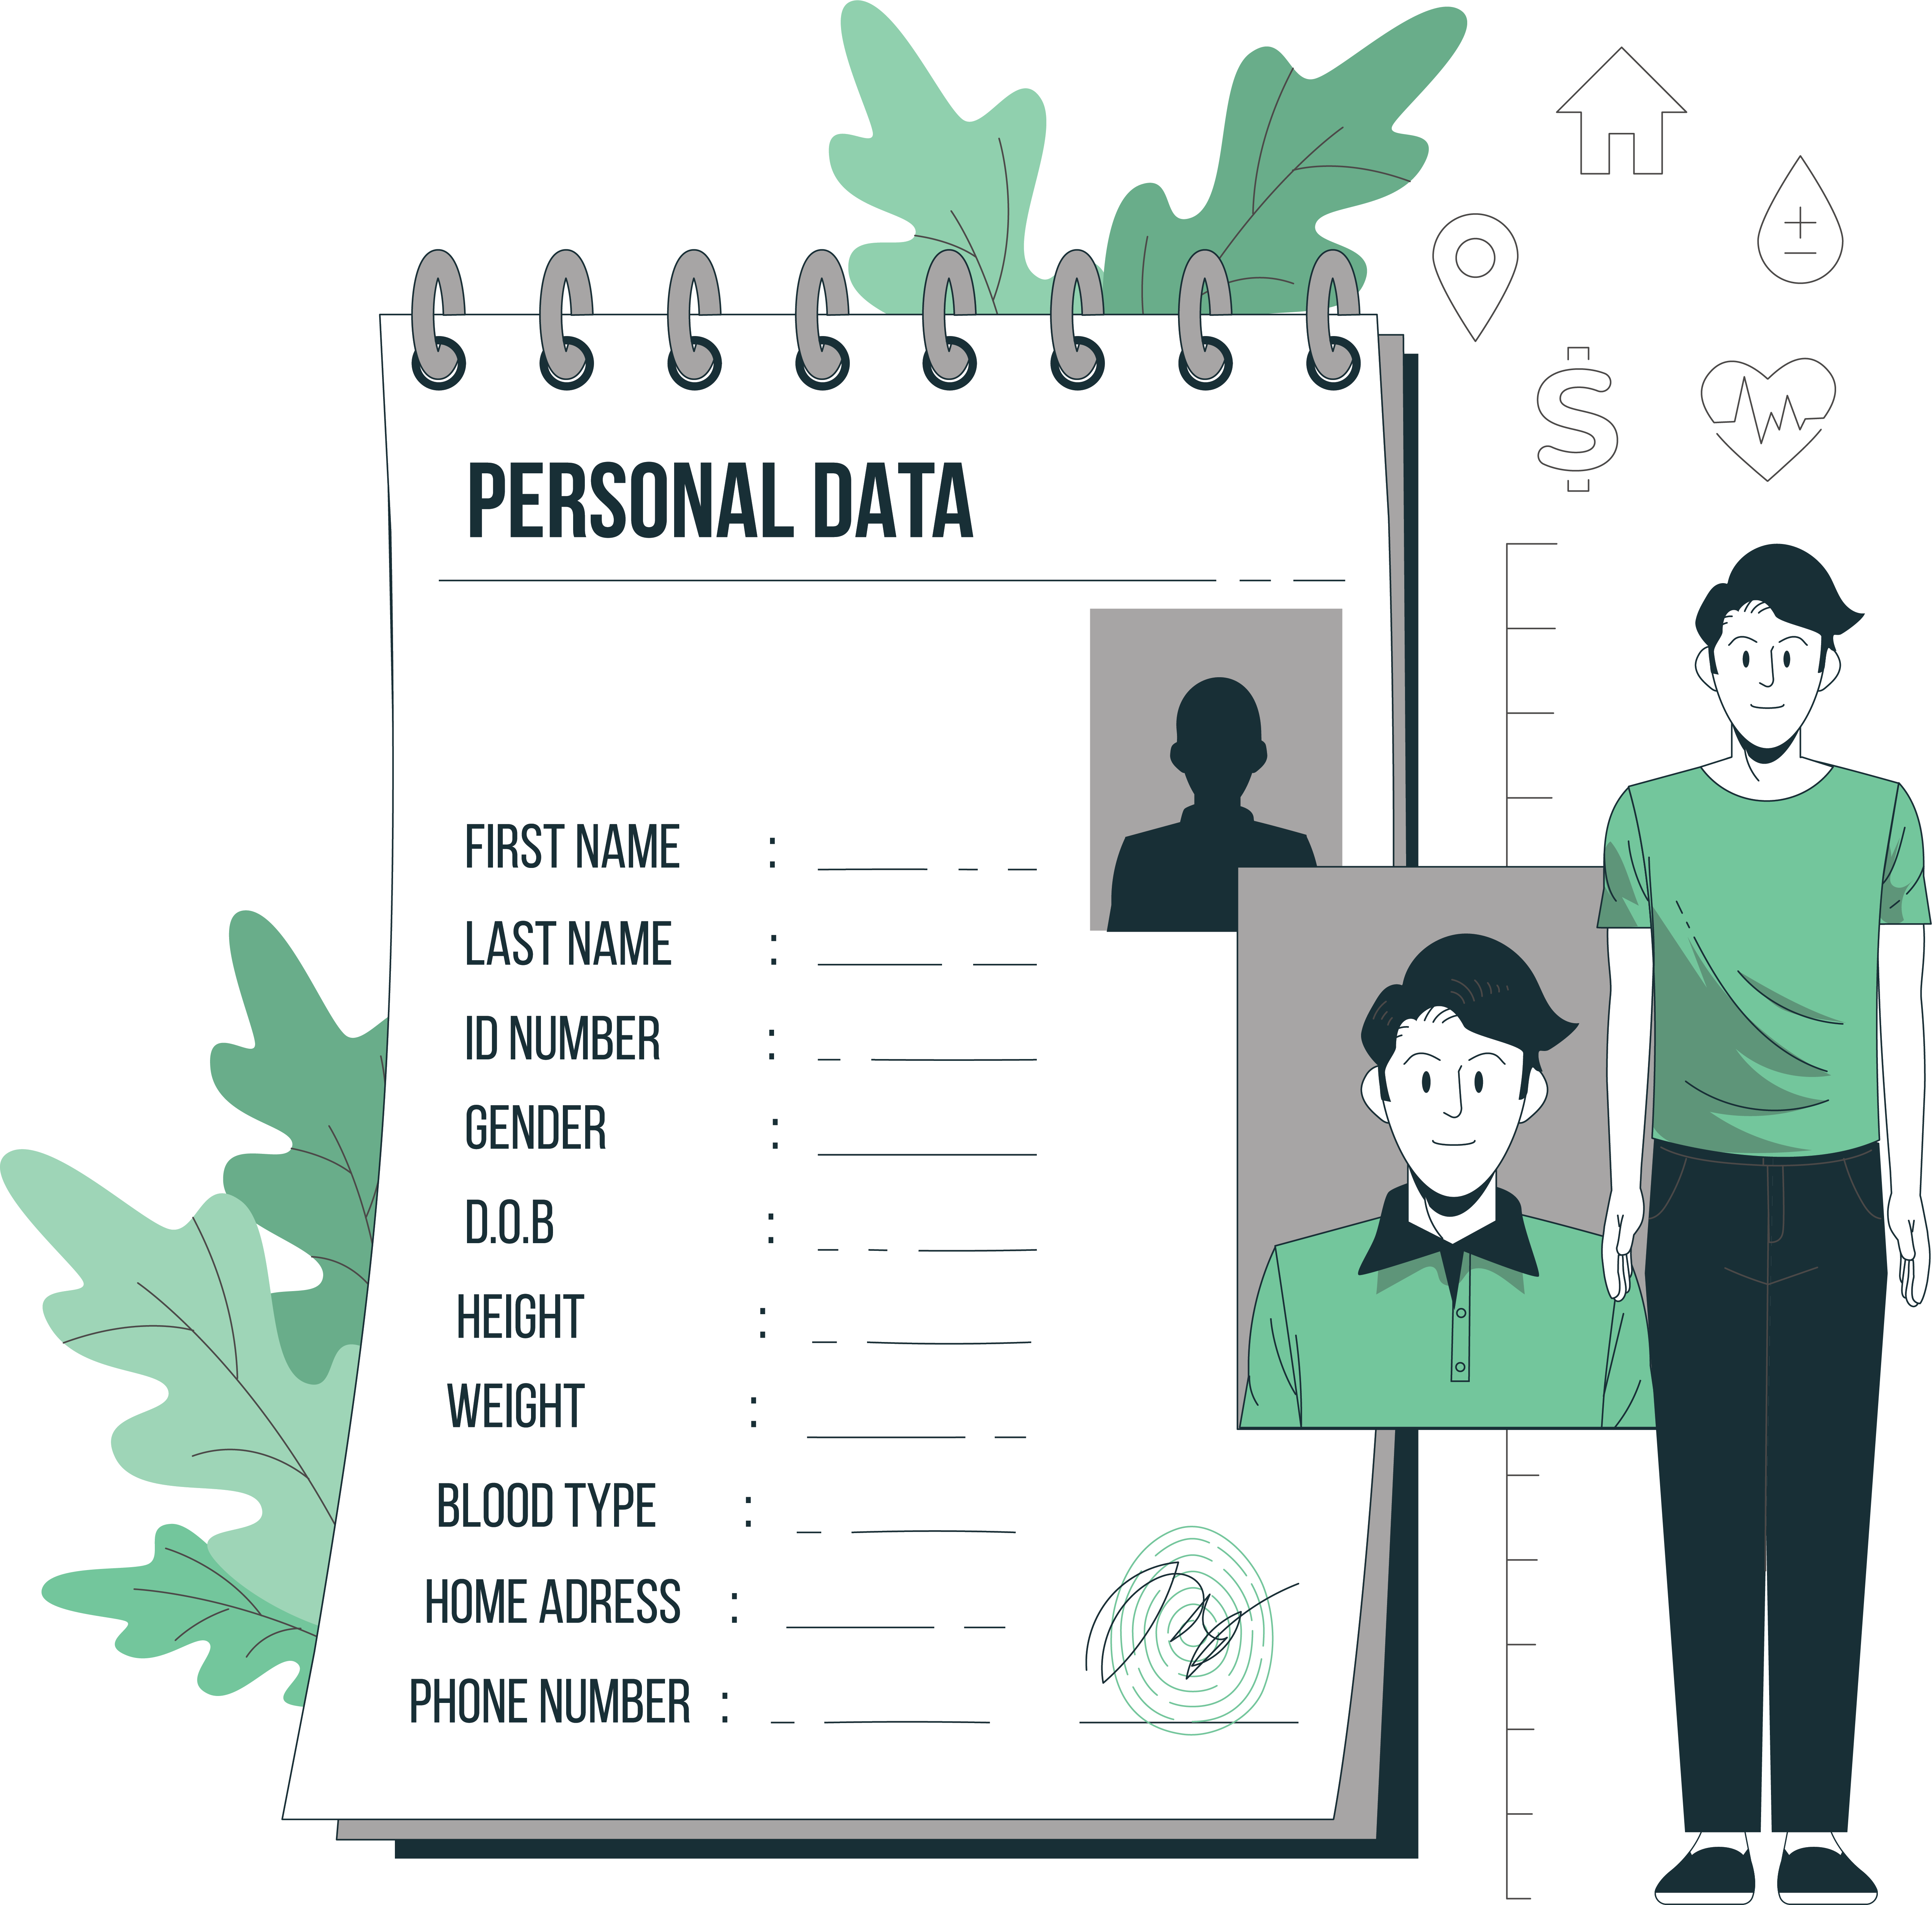 PERSONAL DATA
FIRST NAME :
LAST NAME :
ID NUMBER :
GENDER :
D.O.B :
HEIGHT :
WEIGHT :
BLOOD TYPE :
HOME ADRESS :
PHONE NUMBER :